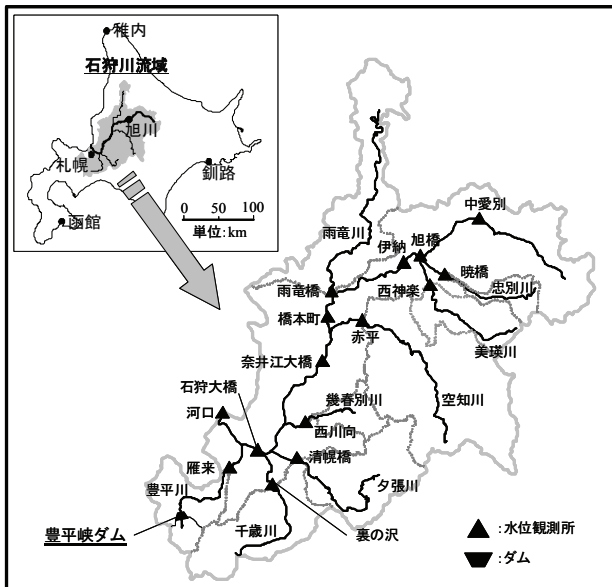 稚内
石狩川流域
旭川
札幌
釧路
函館
0 50 100
単位:km
中愛別
雨竜川
伊納
旭橋
暁橋
雨竜橋
西神楽
忠別川
橋本町
赤平
美瑛川
奈井江大橋
石狩大橋
幾春別川
空知川
河口
西川向
清幌橋
雁来
夕張川
豊平川
豊平峡ダム
千歳川
裏の沢
:水位観測所
:ダム